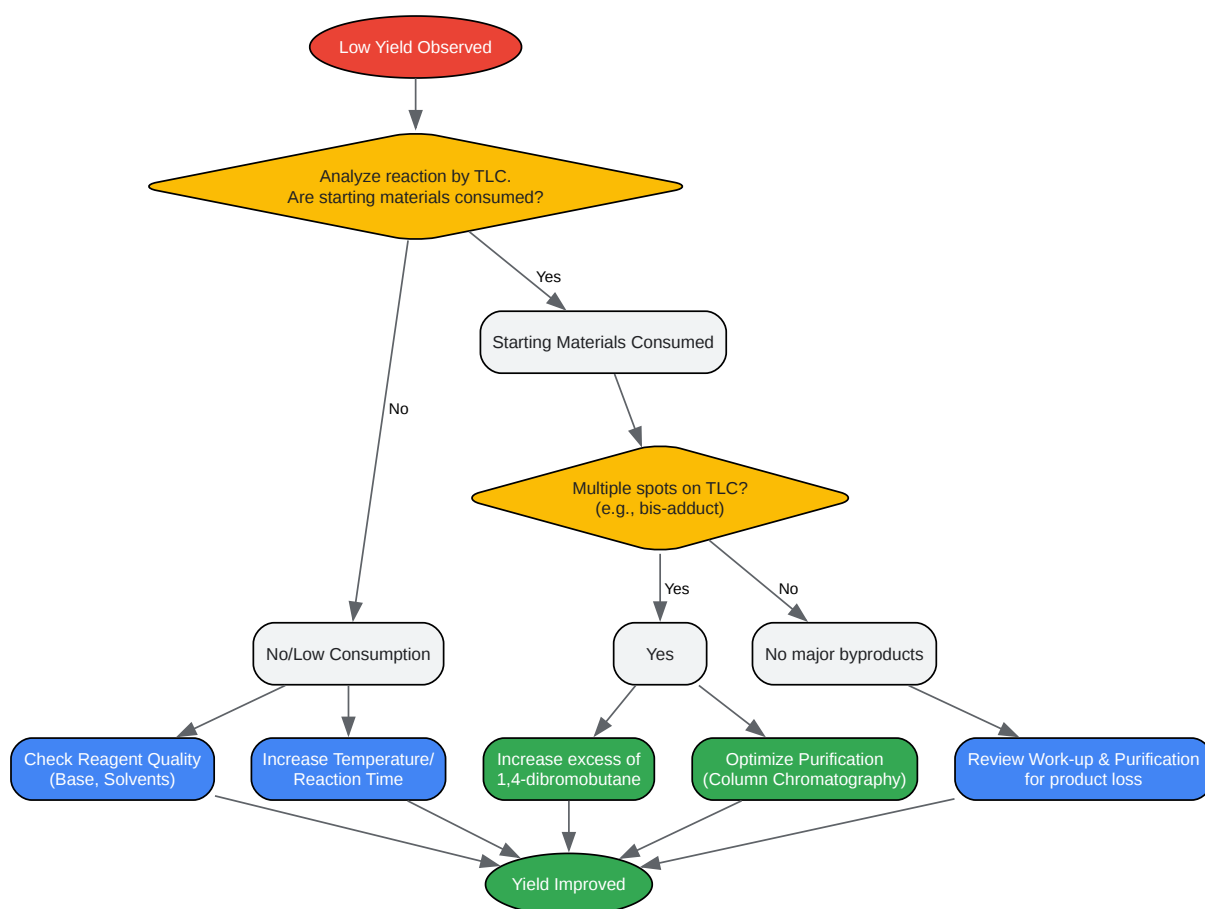 Low Yield Observed
Analyze reaction by TLC.
Are starting materials consumed?
Yes
Starting Materials Consumed
No
Multiple spots on TLC?
(e.g., bis-adduct)
Yes
No
No/Low Consumption
Yes
No major byproducts
Check Reagent Quality
(Base, Solvents)
Increase Temperature/
Reaction Time
Increase excess of
1,4-dibromobutane
Optimize Purification
(Column Chromatography)
Review Work-up & Purification
for product loss
Yield Improved